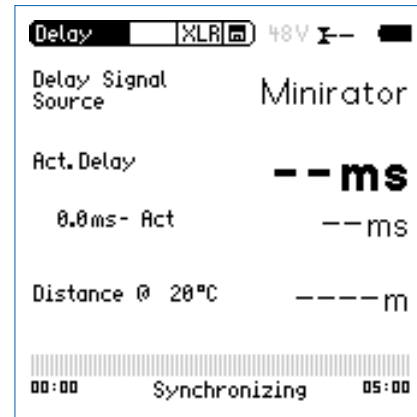 Delay XLR 48V
Delay Signal Minirator
Source
Act. Delay --ms
0.0ms- Act --ms
Distance @ 20°C ----m
00:00 Synchronizing 05:00